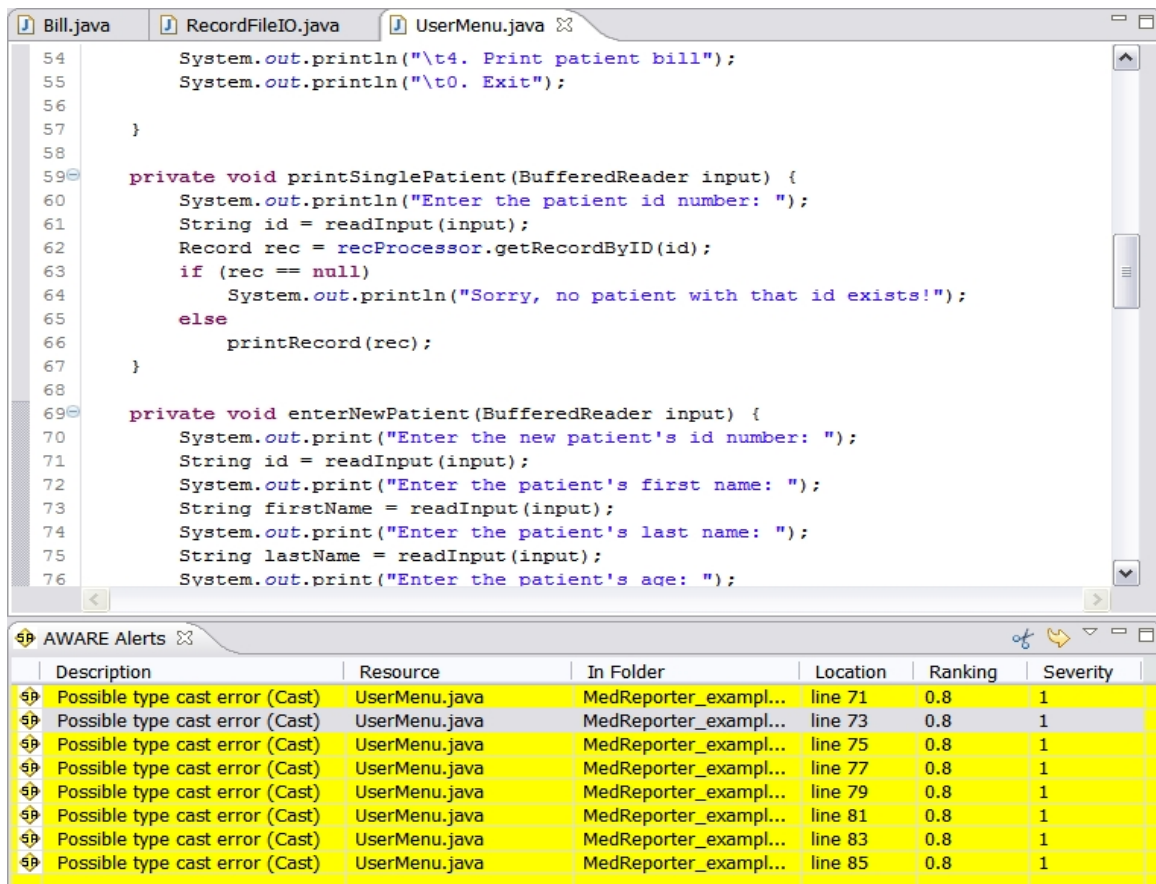 Bill.java RecordFileIO.java UserMenu.java
54 System.out.println("\t4. Print patient bill");
55 System.out.println("\t0. Exit");
56
57 }
58
59 private void printSinglePatient(BufferedReader input) {
60 System.out.println("Enter the patient id number: ");
61 String id = readInput(input);
62 Record rec = recProcessor.getRecordByID(id);
63 if (rec == null)
64 System.out.println("Sorry, no patient with that id exists!");
65 else
66 printRecord(rec);
67 }
68
69 private void enterNewPatient(BufferedReader input) {
70 System.out.print("Enter the new patient's id number: ");
71 String id = readInput(input);
72 System.out.print("Enter the patient's first name: ");
73 String firstName = readInput(input);
74 System.out.print("Enter the patient's last name: ");
75 String lastName = readInput(input);
76 System.out.print("Enter the patient's age: ");
AWARE Alerts
Description Resource In Folder Location Ranking Severity
Possible type cast error (Cast) UserMenu.java MedReporter_exampl... line 71 0.8 1
Possible type cast error (Cast) UserMenu.java MedReporter_exampl... line 73 0.8 1
Possible type cast error (Cast) UserMenu.java MedReporter_exampl... line 75 0.8 1
Possible type cast error (Cast) UserMenu.java MedReporter_exampl... line 77 0.8 1
Possible type cast error (Cast) UserMenu.java MedReporter_exampl... line 79 0.8 1
Possible type cast error (Cast) UserMenu.java MedReporter_exampl... line 81 0.8 1
Possible type cast error (Cast) UserMenu.java MedReporter_exampl... line 83 0.8 1
Possible type cast error (Cast) UserMenu.java MedReporter_exampl... line 85 0.8 1